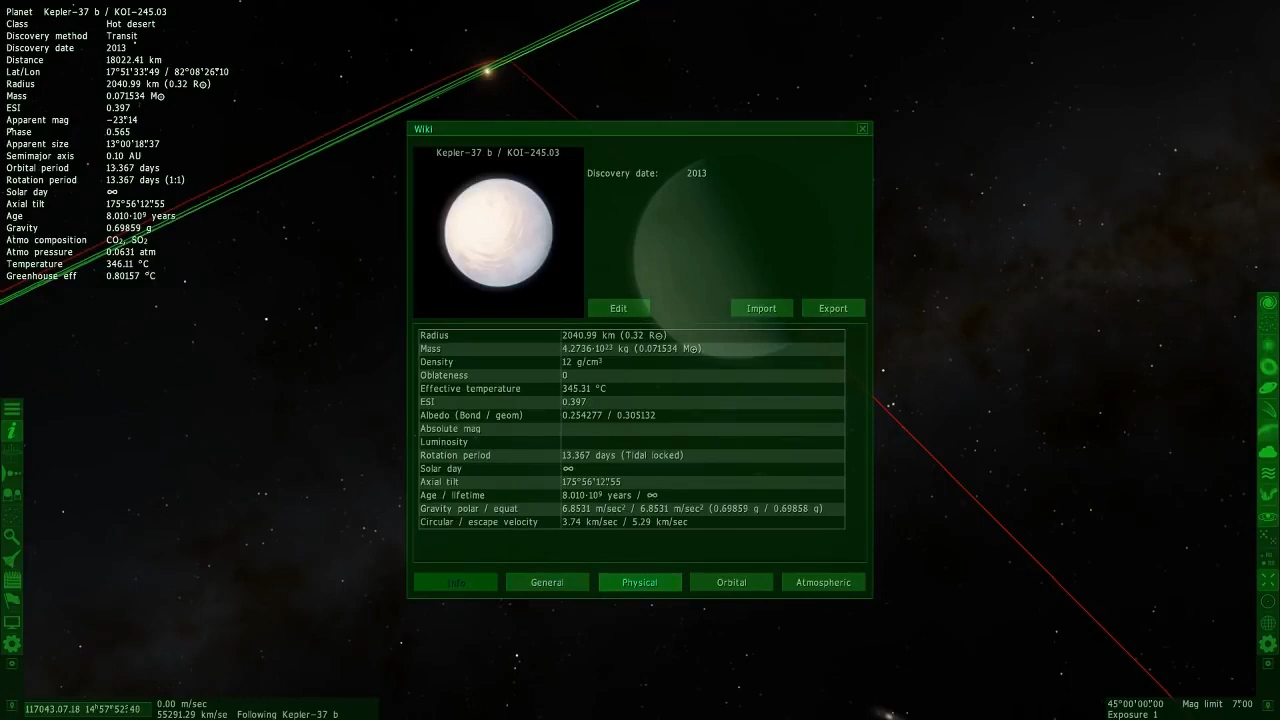 Planet Kepler-37 b / KOI-245.03
Class Hot desert
Discovery method Transit
Discovery date 2013
Distance 18022.41 km
Lat/Lon 17°51'33"49 / 82°08'26"10
Radius 2040.99 km (0.32 R⊙)
Mass 0.071534 M⊙
ESI 0.397
Apparent mag -23.14
Phase 0.565
Apparent size 13°00'18"37
Semimajor axis 0.10 AU
Orbital period 13.367 days
Rotation period 13.367 days (1:1)
Solar day ∞
Axial tilt 175°56'12"55
Age 8.010·10⁹ years
Gravity 0.69859 g
Atmo composition CO₂, SO₂
Atmo pressure 0.0631 atm
Temperature 346.11 °C
Greenhouse eff 0.80157 °C
Wiki
Kepler-37 b / KOI-245.03
Discovery date: 2013
Edit Import Export
Radius 2040.99 km (0.32 R⊙)
Mass 4.2736·10²³ kg (0.071534 M⊙)
Density 12 g/cm³
Oblateness 0
Effective temperature 345.31 °C
ESI 0.397
Albedo (Bond / geom) 0.254277 / 0.305132
Absolute mag
Luminosity
Rotation period 13.367 days (Tidal locked)
Solar day ∞
Axial tilt 175°56'12"55
Age / lifetime 8.010·10⁹ years / ∞
Gravity polar / equat 6.8531 m/sec² / 6.8531 m/sec² (0.69859 g / 0.69858 g)
Circular / escape velocity 3.74 km/sec / 5.29 km/sec
Info General Physical Orbital Atmospheric
117043.07.18 14ʰ57ᵐ52ˢ40
0.00 m/sec
55291.29 km/se Following Kepler-37 b
45°00'00"00 Mag limit 7.00
Exposure 1